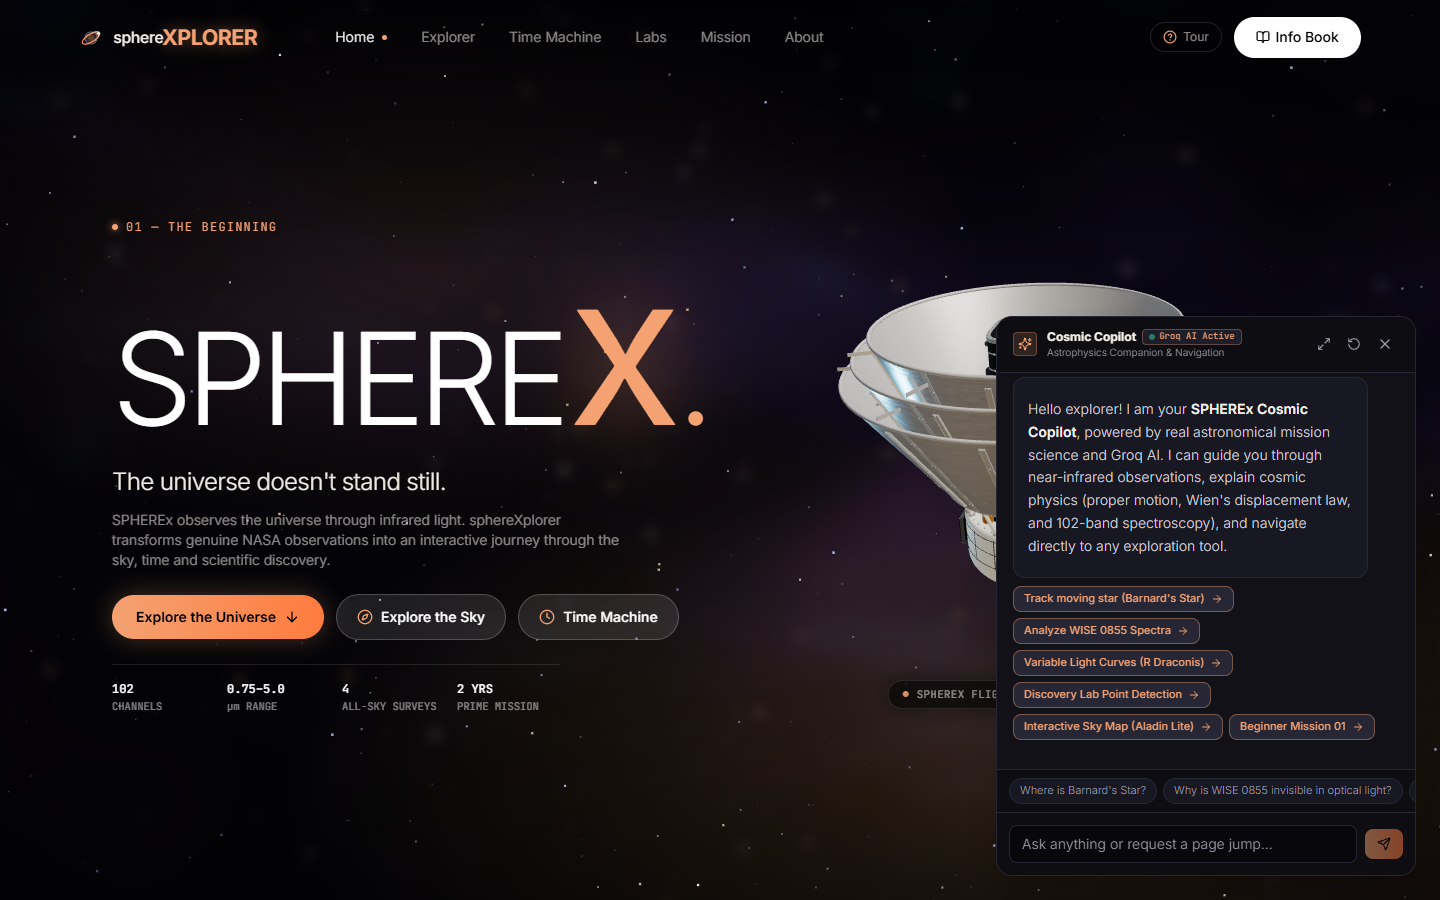 sphereXPLORER
Home
Explorer
Time Machine
Labs
Mission
About
Tour
Info Book
01 — THE BEGINNING
SPHEREX.
The universe doesn't stand still.
SPHEREx observes the universe through infrared light. sphereXplorer
transforms genuine NASA observations into an interactive journey through the
sky, time and scientific discovery.
Explore the Universe
Explore the Sky
Time Machine
102
CHANNELS
0.75–5.0
µm RANGE
4
ALL-SKY SURVEYS
2 YRS
PRIME MISSION
SPHEREX FLIG
Cosmic Copilot
Groq AI Active
Astrophysics Companion & Navigation
Hello explorer! I am your SPHEREx Cosmic
Copilot, powered by real astronomical mission
science and Groq AI. I can guide you through
near-infrared observations, explain cosmic
physics (proper motion, Wien's displacement law,
and 102-band spectroscopy), and navigate
directly to any exploration tool.
Track moving star (Barnard's Star) →
Analyze WISE 0855 Spectra →
Variable Light Curves (R Draconis) →
Discovery Lab Point Detection →
Interactive Sky Map (Aladin Lite) →
Beginner Mission 01 →
Where is Barnard's Star?
Why is WISE 0855 invisible in optical light?
Ask anything or request a page jump...